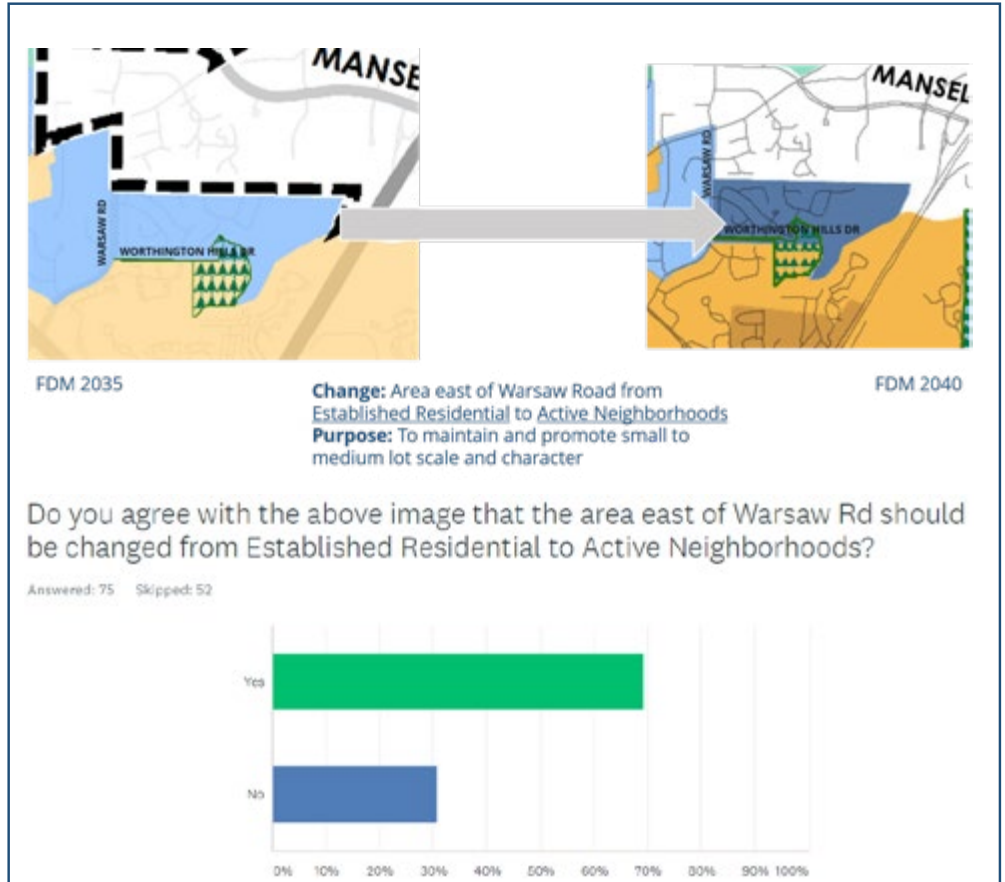 MANSE
WARSAW RD
WORTHINGTON HILLS DR
MANSEL
WARSAW RD
WORTHINGTON HILLS DR
FDM 2035
FDM 2040
Change: Area east of Warsaw Road from
Established Residential to Active Neighborhoods
Purpose: To maintain and promote small to
medium lot scale and character
Do you agree with the above image that the area east of Warsaw Rd should
be changed from Established Residential to Active Neighborhoods?
Answered: 75 Skipped: 52
Yes
No
0% 10% 20% 30% 40% 50% 60% 70% 80% 90% 100%